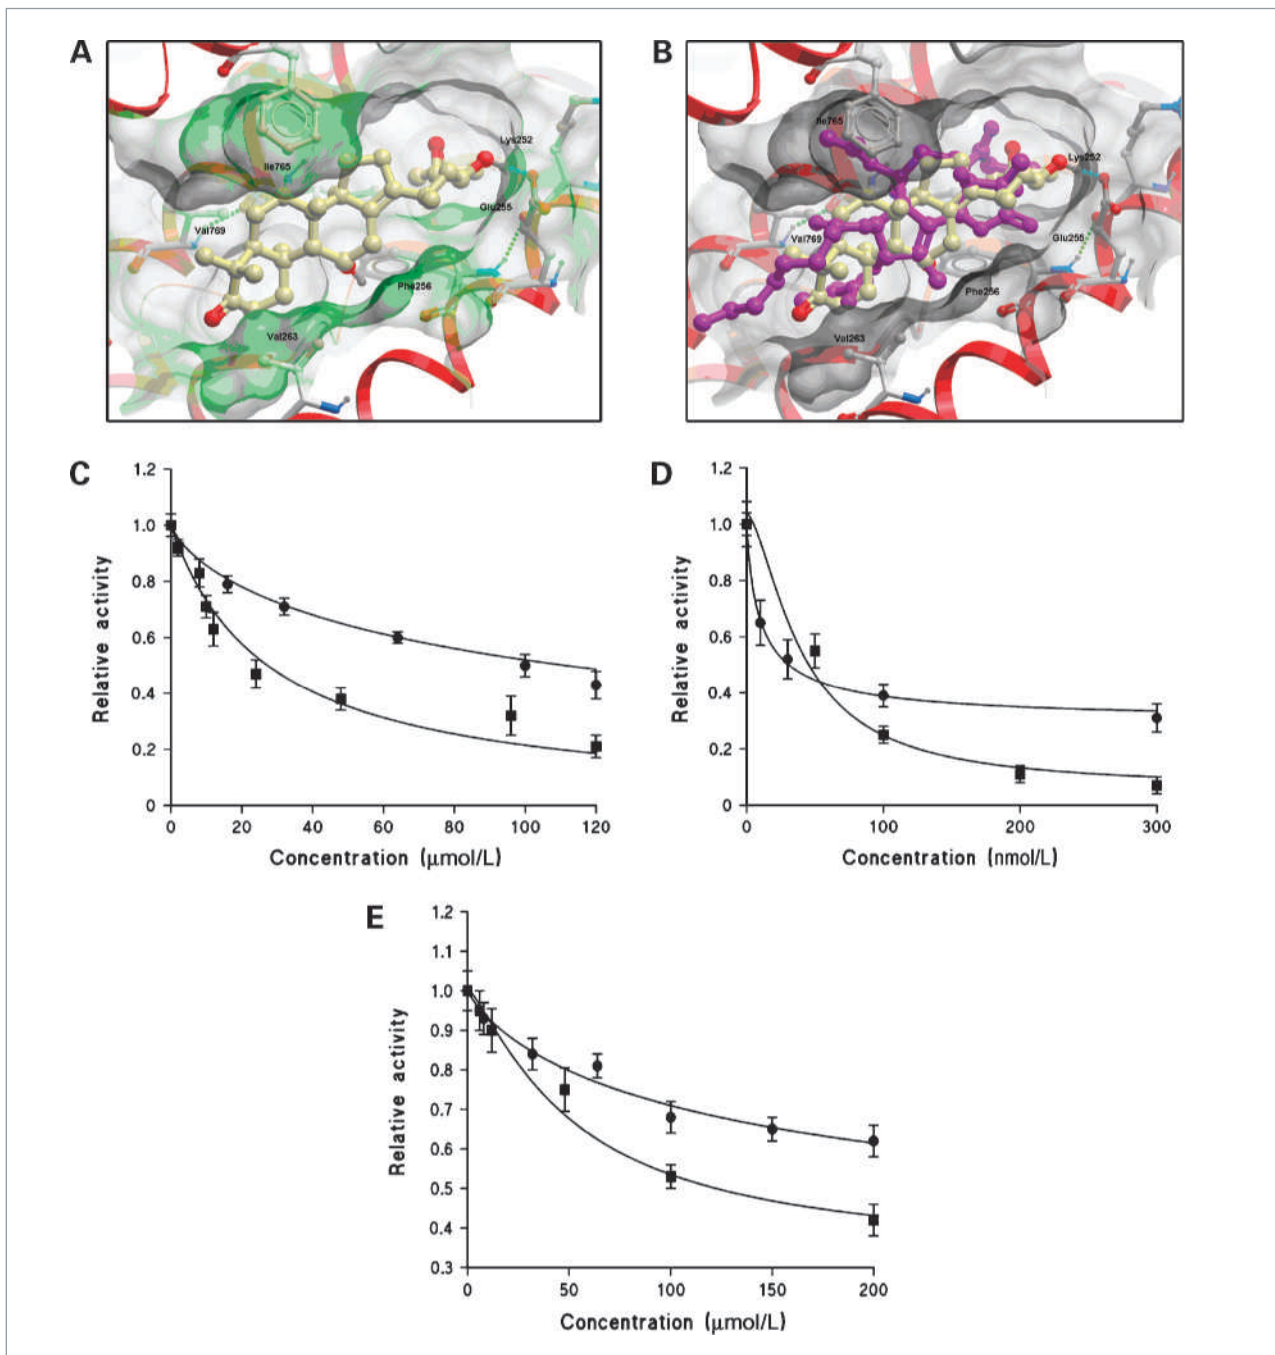 A
Lys252
Ile765
Glu255
Val769
Phe256
Val263
B
Ile765
Lys252
Val769
Glu255
Phe256
Val263
C
1.2
1.0
0.8
0.6
0.4
0.2
0
Relative activity
0 20 40 60 80 100 120
Concentration (μmol/L)
D
1.2
1.0
0.8
0.6
0.4
0.2
0
Relative activity
0 100 200 300
Concentration (nmol/L)
E
1.2
1.1
1.0
0.9
0.8
0.7
0.6
0.5
0.4
0.3
Relative activity
0 50 100 150 200
Concentration (μmol/L)